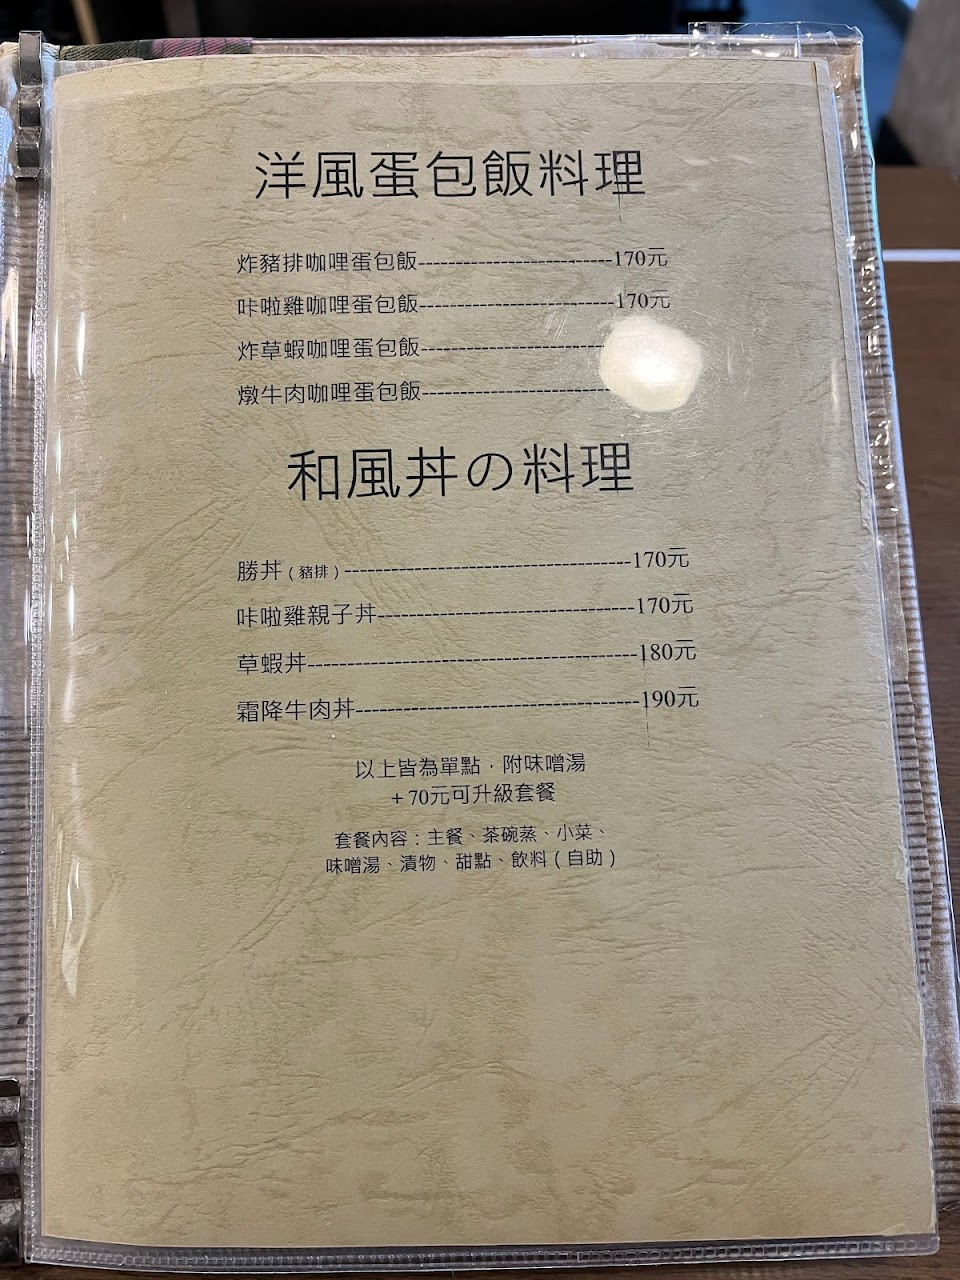 洋風蛋包飯料理
炸豬排咖哩蛋包飯-------------------------170元
咔啦雞咖哩蛋包飯-------------------------170元
炸草蝦咖哩蛋包飯------------------------
燉牛肉咖哩蛋包飯------------------------
和風丼の料理
勝丼(豬排)------------------------------------170元
咔啦雞親子丼---------------------------------170元
草蝦丼------------------------------------------180元
霜降牛肉丼------------------------------------190元
以上皆為單點．附味噌湯
+70元可升級套餐
套餐內容：主餐、茶碗蒸、小菜、
味噌湯、漬物、甜點、飲料(自助)